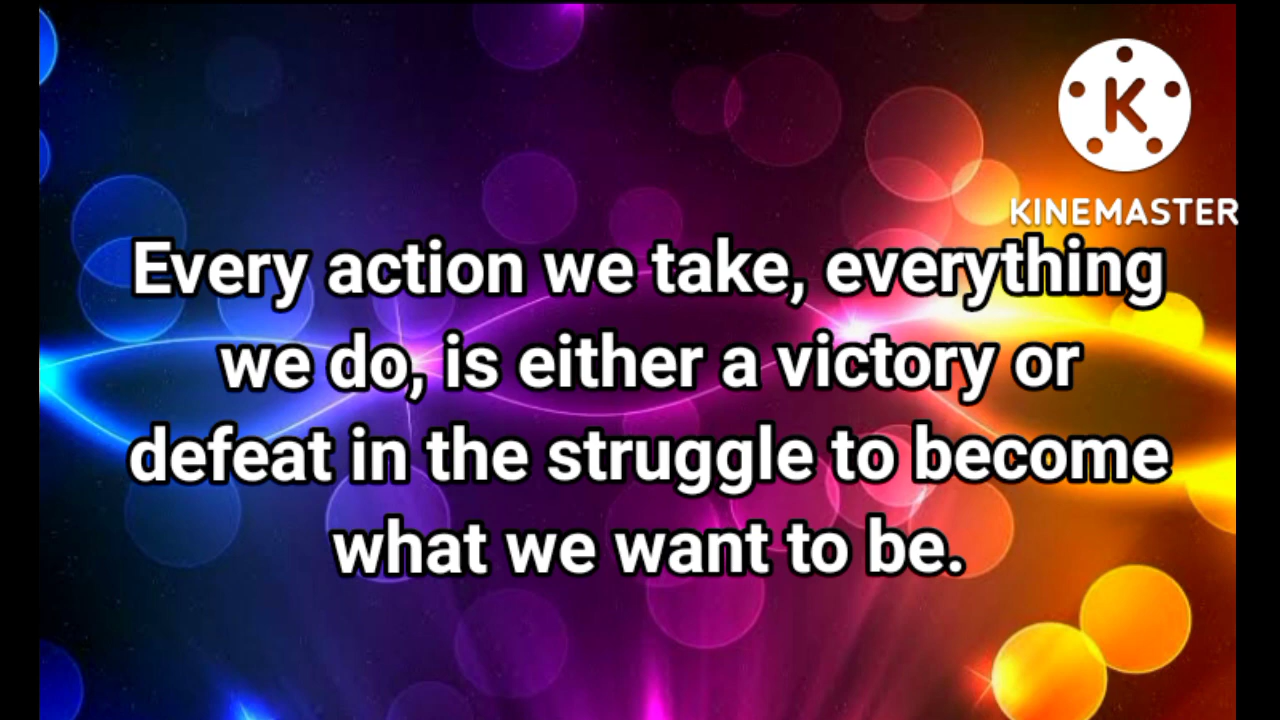 K
KINEMASTER
Every action we take, everything
we do, is either a victory or
defeat in the struggle to become
what we want to be.